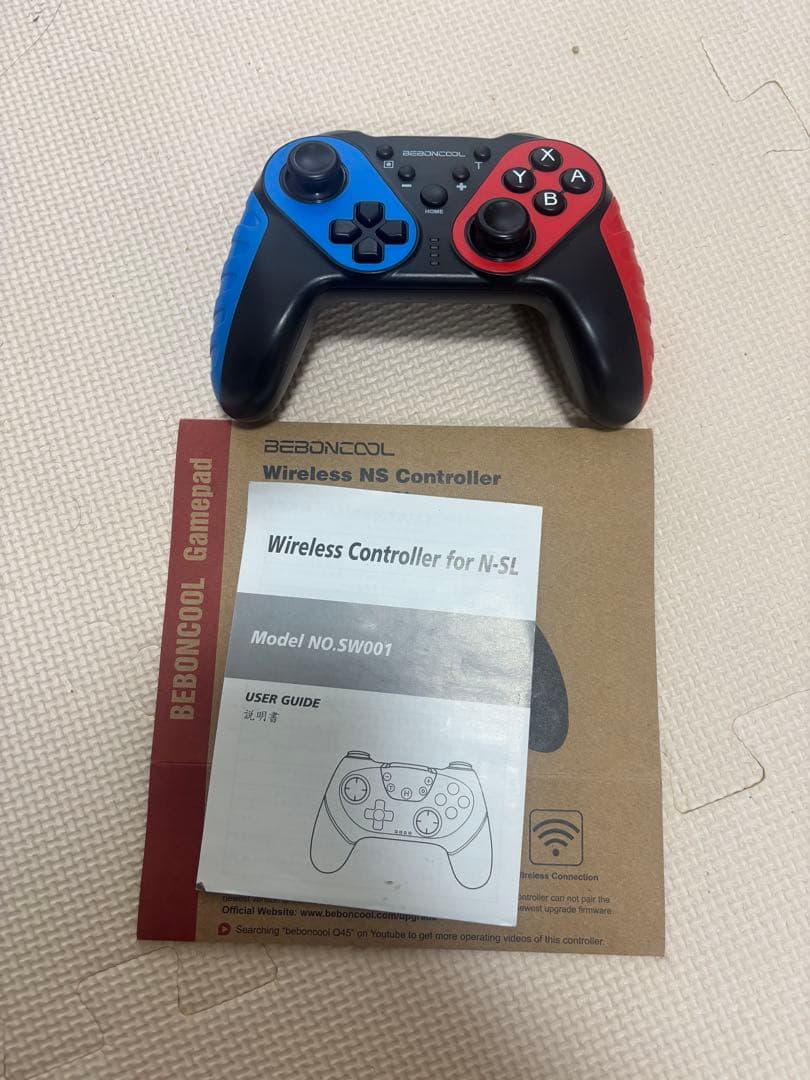 BEBONCOOL
T
- +
HOME
X
Y A
B
BEBONCOOL Gamepad
BEBONCOOL
Wireless NS Controller
Wireless Controller for N-SL
Model NO.SW001
USER GUIDE
説明書
- +
T H
Wireless Connection
controller can not pair the
newest upgrade firmware
Official Website: www.beboncool.com/upgrade
Searching "beboncool Q45" on Youtube to get more operating videos of this controller.